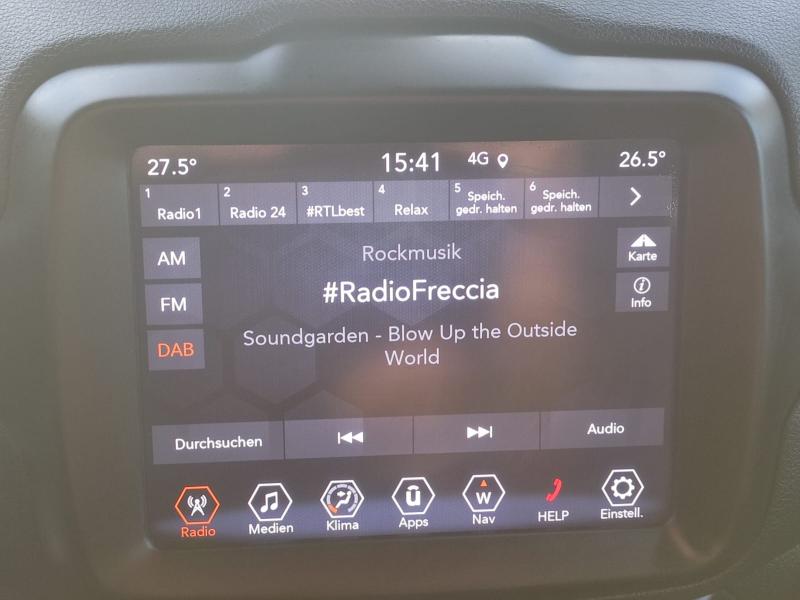 27.5° 15:41 4G 26.5°
1 Radio1 2 Radio 24 3 #RTLbest 4 Relax 5 Speich. gedr. halten 6 Speich. gedr. halten
AM
FM
DAB
Rockmusik
#RadioFreccia
Soundgarden - Blow Up the Outside
World
Karte
Info
Durchsuchen Audio
Radio Medien Klima ū Apps W Nav HELP Einstell.